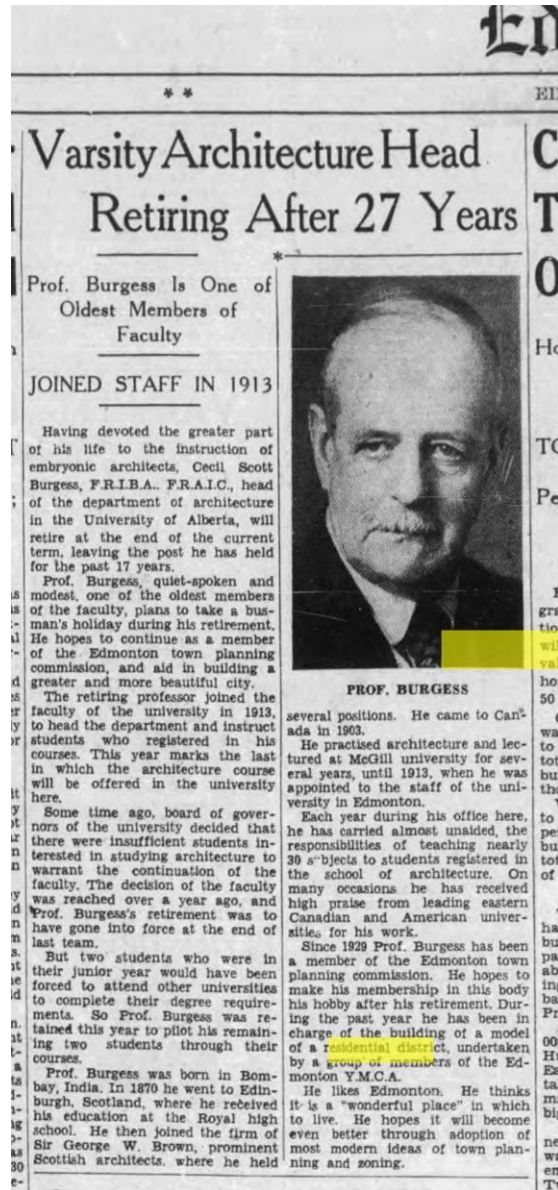 Varsity Architecture Head
Retiring After 27 Years
Prof. Burgess Is One of
Oldest Members of
Faculty
JOINED STAFF IN 1913
Having devoted the greater part
of his life to the instruction of
embryonic architects, Cecil Scott
Burgess, F.R.I.B.A.. F.R.A.I.C., head
of the department of architecture
in the University of Alberta, will
retire at the end of the current
term, leaving the post he has held
for the past 17 years.
Prof. Burgess, quiet-spoken and
modest, one of the oldest members
of the faculty, plans to take a bus-
man's holiday during his retirement.
He hopes to continue as a member
of the Edmonton town planning
commission, and aid in building a
greater and more beautiful city.
The retiring professor joined the
faculty of the university in 1913,
to head the department and instruct
students who registered in his
courses. This year marks the last
in which the architecture course
will be offered in the university
here.
Some time ago, board of gover-
nors of the university decided that
there were insufficient students in-
terested in studying architecture to
warrant the continuation of the
faculty. The decision of the faculty
was reached over a year ago, and
Prof. Burgess's retirement was to
have gone into force at the end of
last team.
But two students who were in
their junior year would have been
forced to attend other universities
to complete their degree require-
ments. So Prof. Burgess was re-
tained this year to pilot his remain-
ing two students through their
courses.
Prof. Burgess was born in Bom-
bay, India. In 1870 he went to Edin-
burgh, Scotland, where he received
his education at the Royal high
school. He then joined the firm of
Sir George W. Brown, prominent
Scottish architects. where he held
PROF. BURGESS
several positions. He came to Can-
ada in 1903.
He practised architecture and lec-
tured at McGill university for sev-
eral years, until 1913, when he was
appointed to the staff of the uni-
versity in Edmonton.
Each year during his office here,
he has carried almost unaided, the
responsibilities of teaching nearly
30 subjects to students registered in
the school of architecture. On
many occasions he has received
high praise from leading eastern
Canadian and American univer-
sities for his work.
Since 1929 Prof. Burgess has been
a member of the Edmonton town
planning commission. He hopes to
make his membership in this body
his hobby after his retirement. Dur-
ing the past year he has been in
charge of the building of a model
of a residential district, undertaken
by a group of members of the Ed-
monton Y.M.C.A.
He likes Edmonton. He thinks
it is a "wonderful place" in which
to live. He hopes it will become
even better through adoption of
most modern ideas of town plan-
ning and zoning.